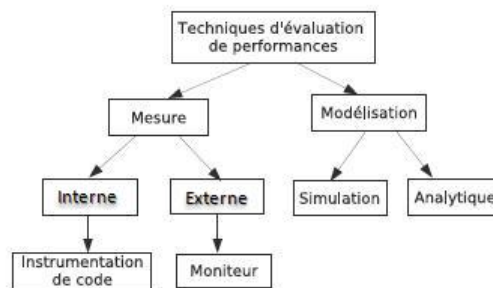 Techniques d'évaluation
de performances
Mesure
Modélisation
Interne
Externe
Simulation
Analytique
Instrumentation
de code
Moniteur